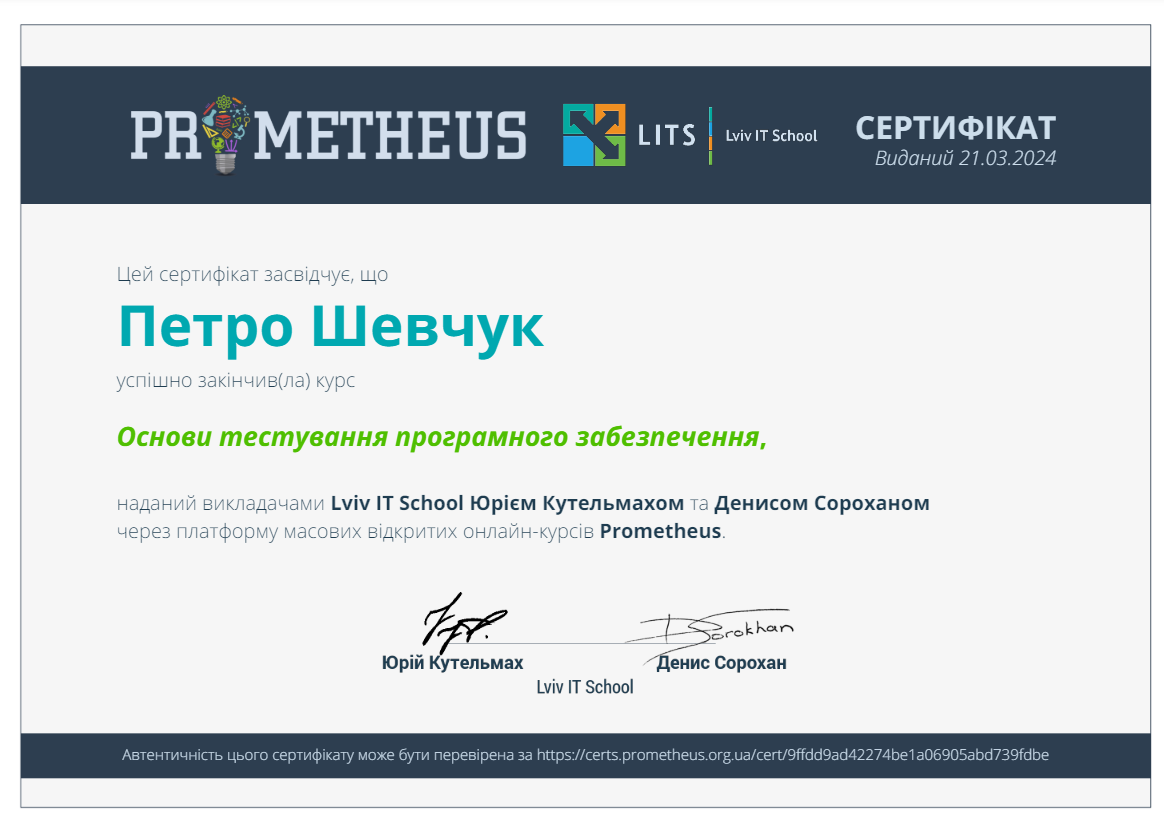 PROMETHEUS
LITS
Lviv IT School
СЕРТИФІКАТ
Виданий 21.03.2024
Цей сертифікат засвідчує, що
Петро Шевчук
успішно закінчив(ла) курс
Основи тестування програмного забезпечення,
наданий викладачами Lviv IT School Юрієм Кутельмахом та Денисом Сороханом
через платформу масових відкритих онлайн-курсів Prometheus.
DSorokhan
Юрій Кутельмах
Денис Сорохан
Lviv IT School
Автентичність цього сертифікату може бути перевірена за https://certs.prometheus.org.ua/cert/9ffdd9ad42274be1a06905abd739fdbe